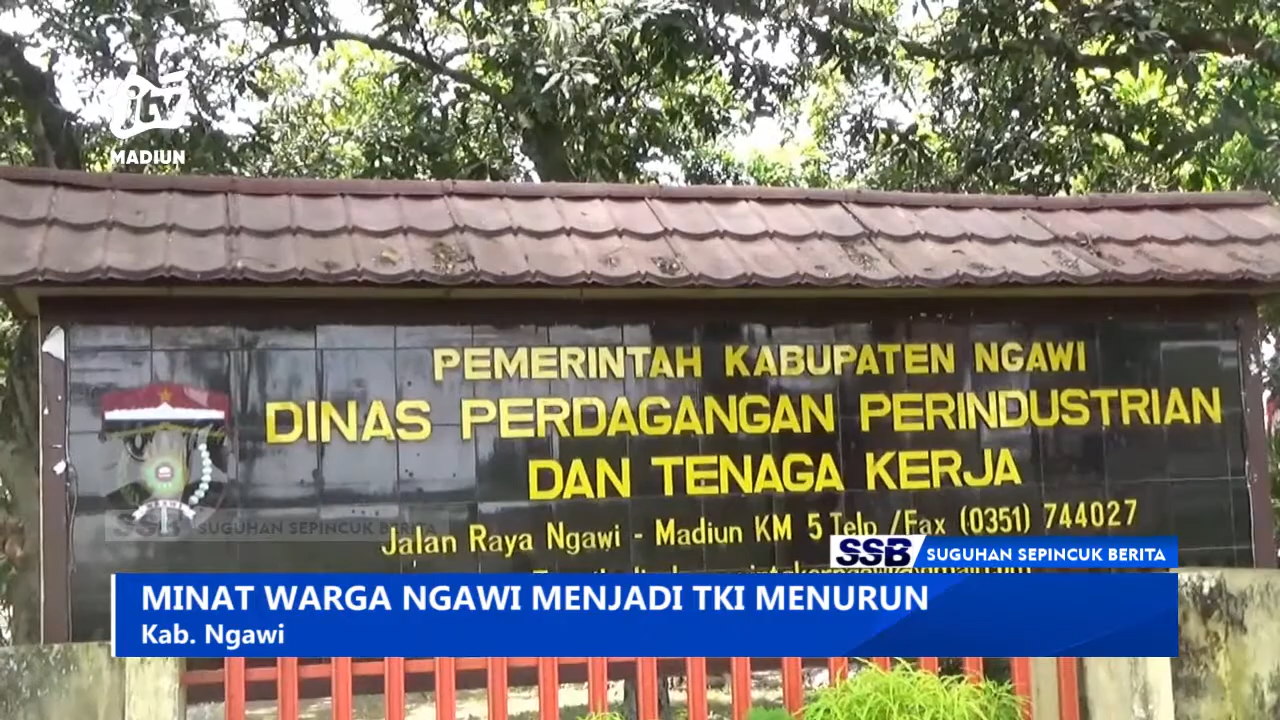 JTV
MADIUN
PEMERINTAH KABUPATEN NGAWI
DINAS PERDAGANGAN PERINDUSTRIAN
DAN TENAGA KERJA
Jalan Raya Ngawi - Madiun KM 5 Telp /Fax (0351) 744027
SSB SUGUHAN SEPINCUK BERITA
SSB SUGUHAN SEPINCUK BERITA
MINAT WARGA NGAWI MENJADI TKI MENURUN
Kab. Ngawi